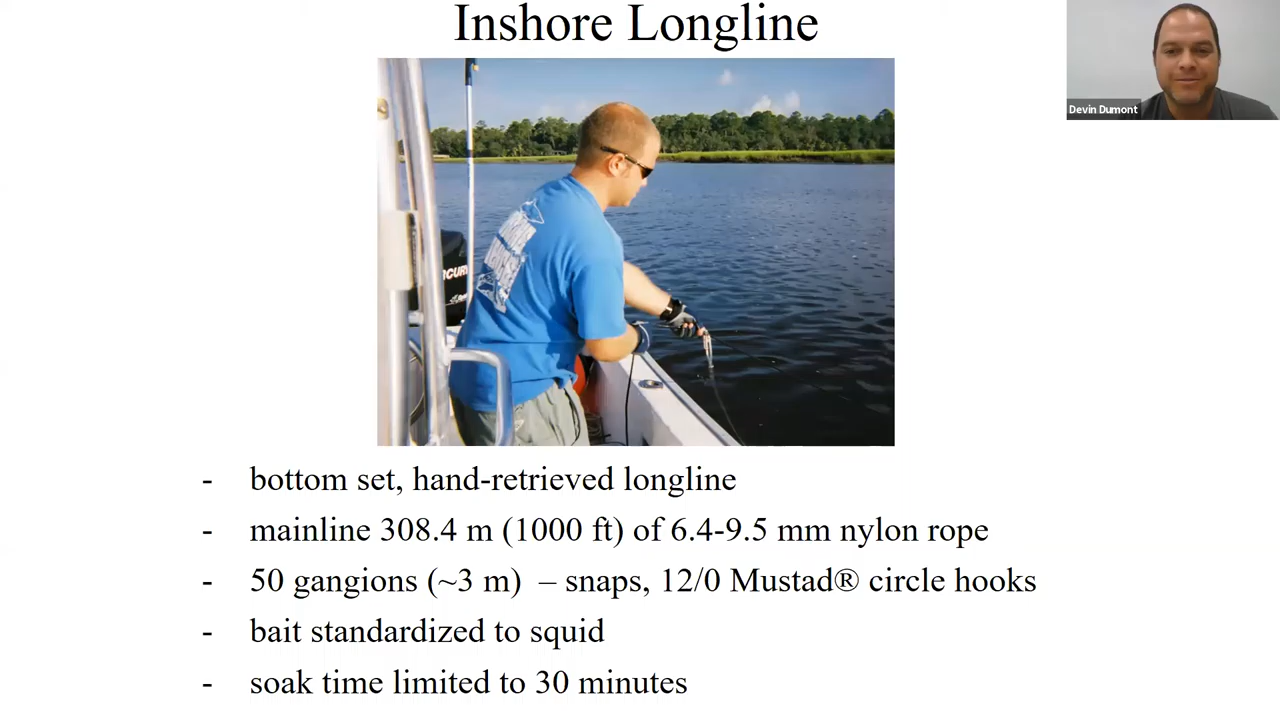 Inshore Longline
Devin Dumont
- bottom set, hand-retrieved longline
- mainline 308.4 m (1000 ft) of 6.4-9.5 mm nylon rope
- 50 gangions (~3 m) – snaps, 12/0 Mustad® circle hooks
- bait standardized to squid
- soak time limited to 30 minutes